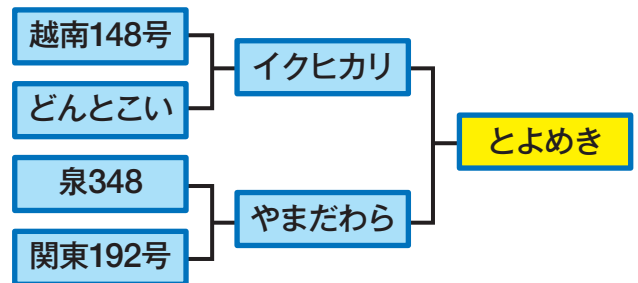 越南148号
どんとこい
泉348
関東192号
イクヒカリ
やまだわら
とよめき